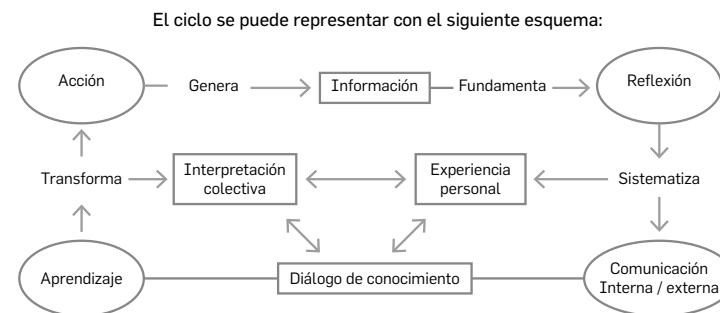 El ciclo se puede representar con el siguiente esquema:
Acción
Genera
Información
Fundamenta
Reflexión
Transforma
Interpretación
colectiva
Experiencia
personal
Sistematiza
Aprendizaje
Diálogo de conocimiento
Comunicación
Interna / externa